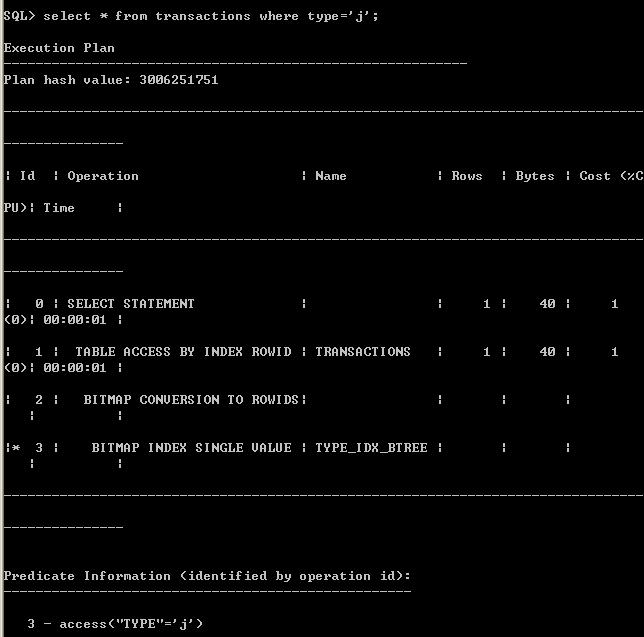 SQL> select * from transactions where type='j';
Execution Plan
----------------------------------------------------------
Plan hash value: 3006251751
--------------------------------------------------------------------------------
---------------
| Id  | Operation                    | Name            | Rows  | Bytes | Cost (%C
PU)| Time     |
--------------------------------------------------------------------------------
---------------
|   0 | SELECT STATEMENT             |                 |     1 |    40 |     1
(0)| 00:00:01 |
|   1 |  TABLE ACCESS BY INDEX ROWID | TRANSACTIONS    |     1 |    40 |     1
(0)| 00:00:01 |
|   2 |   BITMAP CONVERSION TO ROWIDS|                 |       |       |
   |          |
|*  3 |    BITMAP INDEX SINGLE VALUE | TYPE_IDX_BTREE |       |       |
   |          |
--------------------------------------------------------------------------------
---------------
Predicate Information (identified by operation id):
---------------------------------------------------
   3 - access("TYPE"='j')